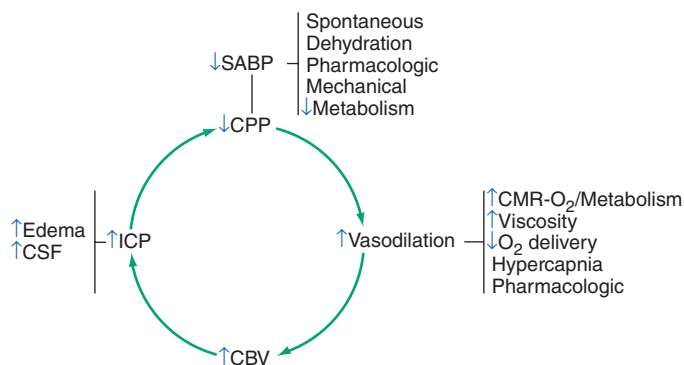 Spontaneous
Dehydration
↓SABP
Pharmacologic
Mechanical
↓Metabolism
↓CPP
↑CMR-O₂/Metabolism
↑Viscosity
↑Edema
↑CSF
↑ICP
↑Vasodilation
↓O₂ delivery
Hypercapnia
Pharmacologic
↑CBV